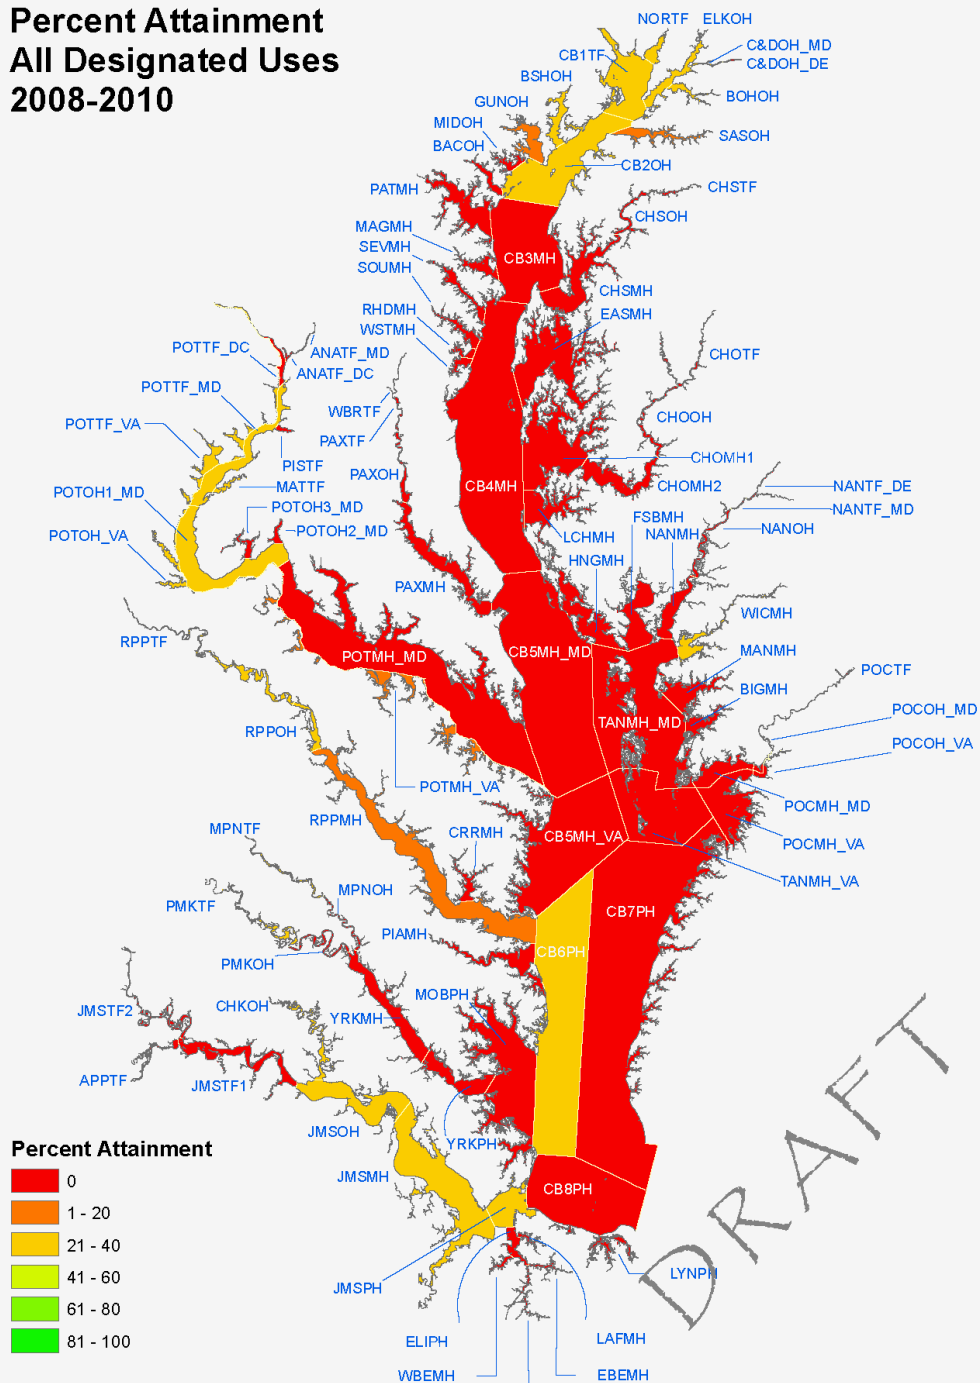 Percent Attainment
All Designated Uses
2008-2010
NORTF
ELKOH
CB1TF
C&DOH_MD
C&DOH_DE
BSHOH
BOHOH
GUNOH
MIDOH
SASOH
BACOH
CB2OH
PATMH
CHSTF
CHSOH
MAGMH
SEVMH
SOUMH
CB3MH
CHSMH
RHDMH
EASMH
WSTMH
POTTF_DC
ANATF_MD
ANATF_DC
CHOTF
POTTF_MD
WBRTF
POTTF_VA
PAXTF
CHOOH
PISTF
CHOMH1
PAXOH
MATTF
CB4MH
CHOMH2
NANTF_DE
POTOH1_MD
POTOH3_MD
NANTF_MD
FSBMH
NANOH
POTOH2_MD
POTOH_VA
LCHMH
NANMH
HNGMH
PAXMH
WICMH
RPPTF
POTMH_MD
CB5MH_MD
MANMH
POCTF
BIGMH
POCOH_MD
TANMH_MD
RPPOH
POCOH_VA
POTMH_VA
POCMH_MD
RPPMH
CRRMH
CB5MH_VA
POCMH_VA
MPNTF
TANMH_VA
MPNOH
PMKTF
CB7PH
PIAMH
CB6PH
PMKOH
MOBPH
CHKOH
JMSTF2
YRKMH
APPTF
JMSTF1
JMSOH
YRKPH
JMSMH
CB8PH
Percent Attainment
0
1 - 20
21 - 40
41 - 60
61 - 80
81 - 100
JMSPH
LYNPH
ELIPH
LAFMH
WBEMH
EBEMH
DRAFT